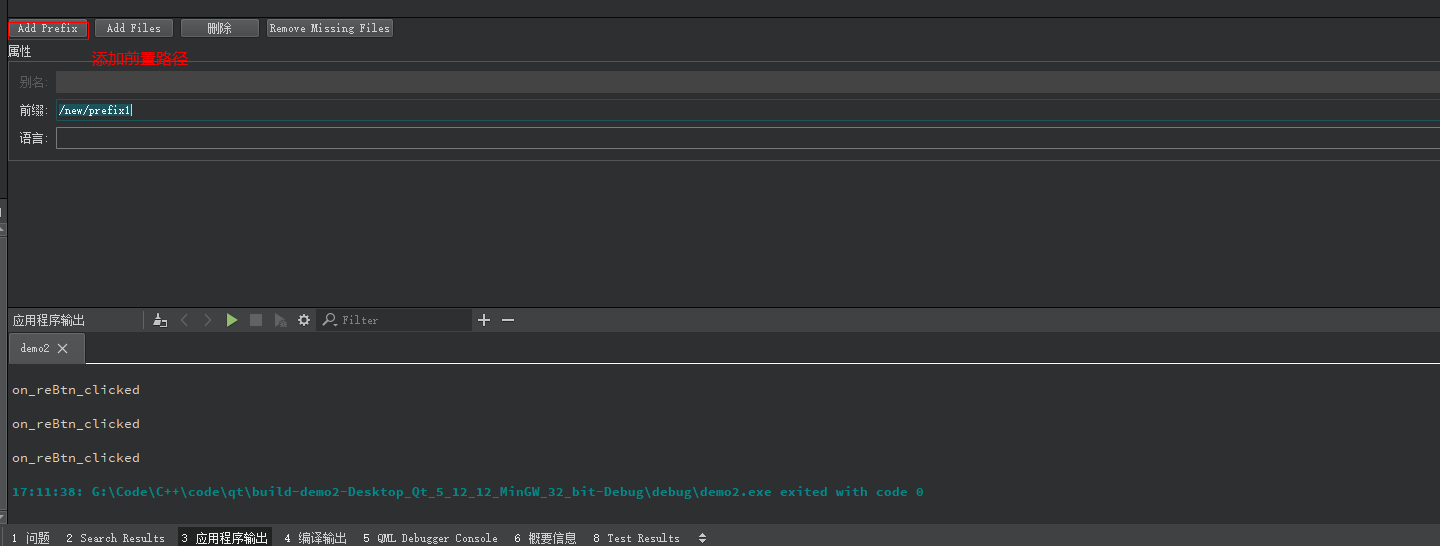 Add Prefix Add Files 删除 Remove Missing Files
属性
添加前置路径
别名:
前缀: /new/prefix1
语言:
应用程序输出 Filter
demo2
on_reBtn_clicked
on_reBtn_clicked
on_reBtn_clicked
17:11:38: G:\Code\C++\code\qt\build-demo2-Desktop_Qt_5_12_12_MinGW_32_bit-Debug\debug\demo2.exe exited with code 0
1 问题 2 Search Results 3 应用程序输出 4 编译输出 5 QML Debugger Console 6 概要信息 8 Test Results